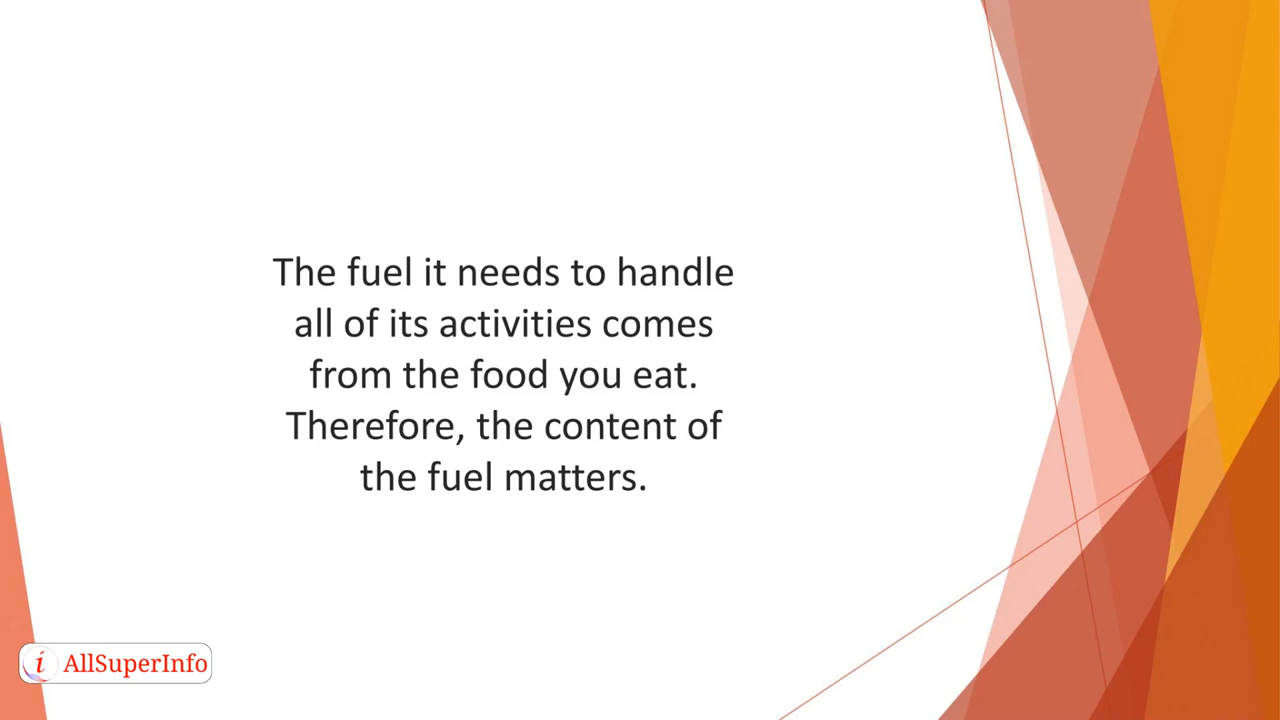 The fuel it needs to handle
all of its activities comes
from the food you eat.
Therefore, the content of
the fuel matters.
i AllSuperInfo